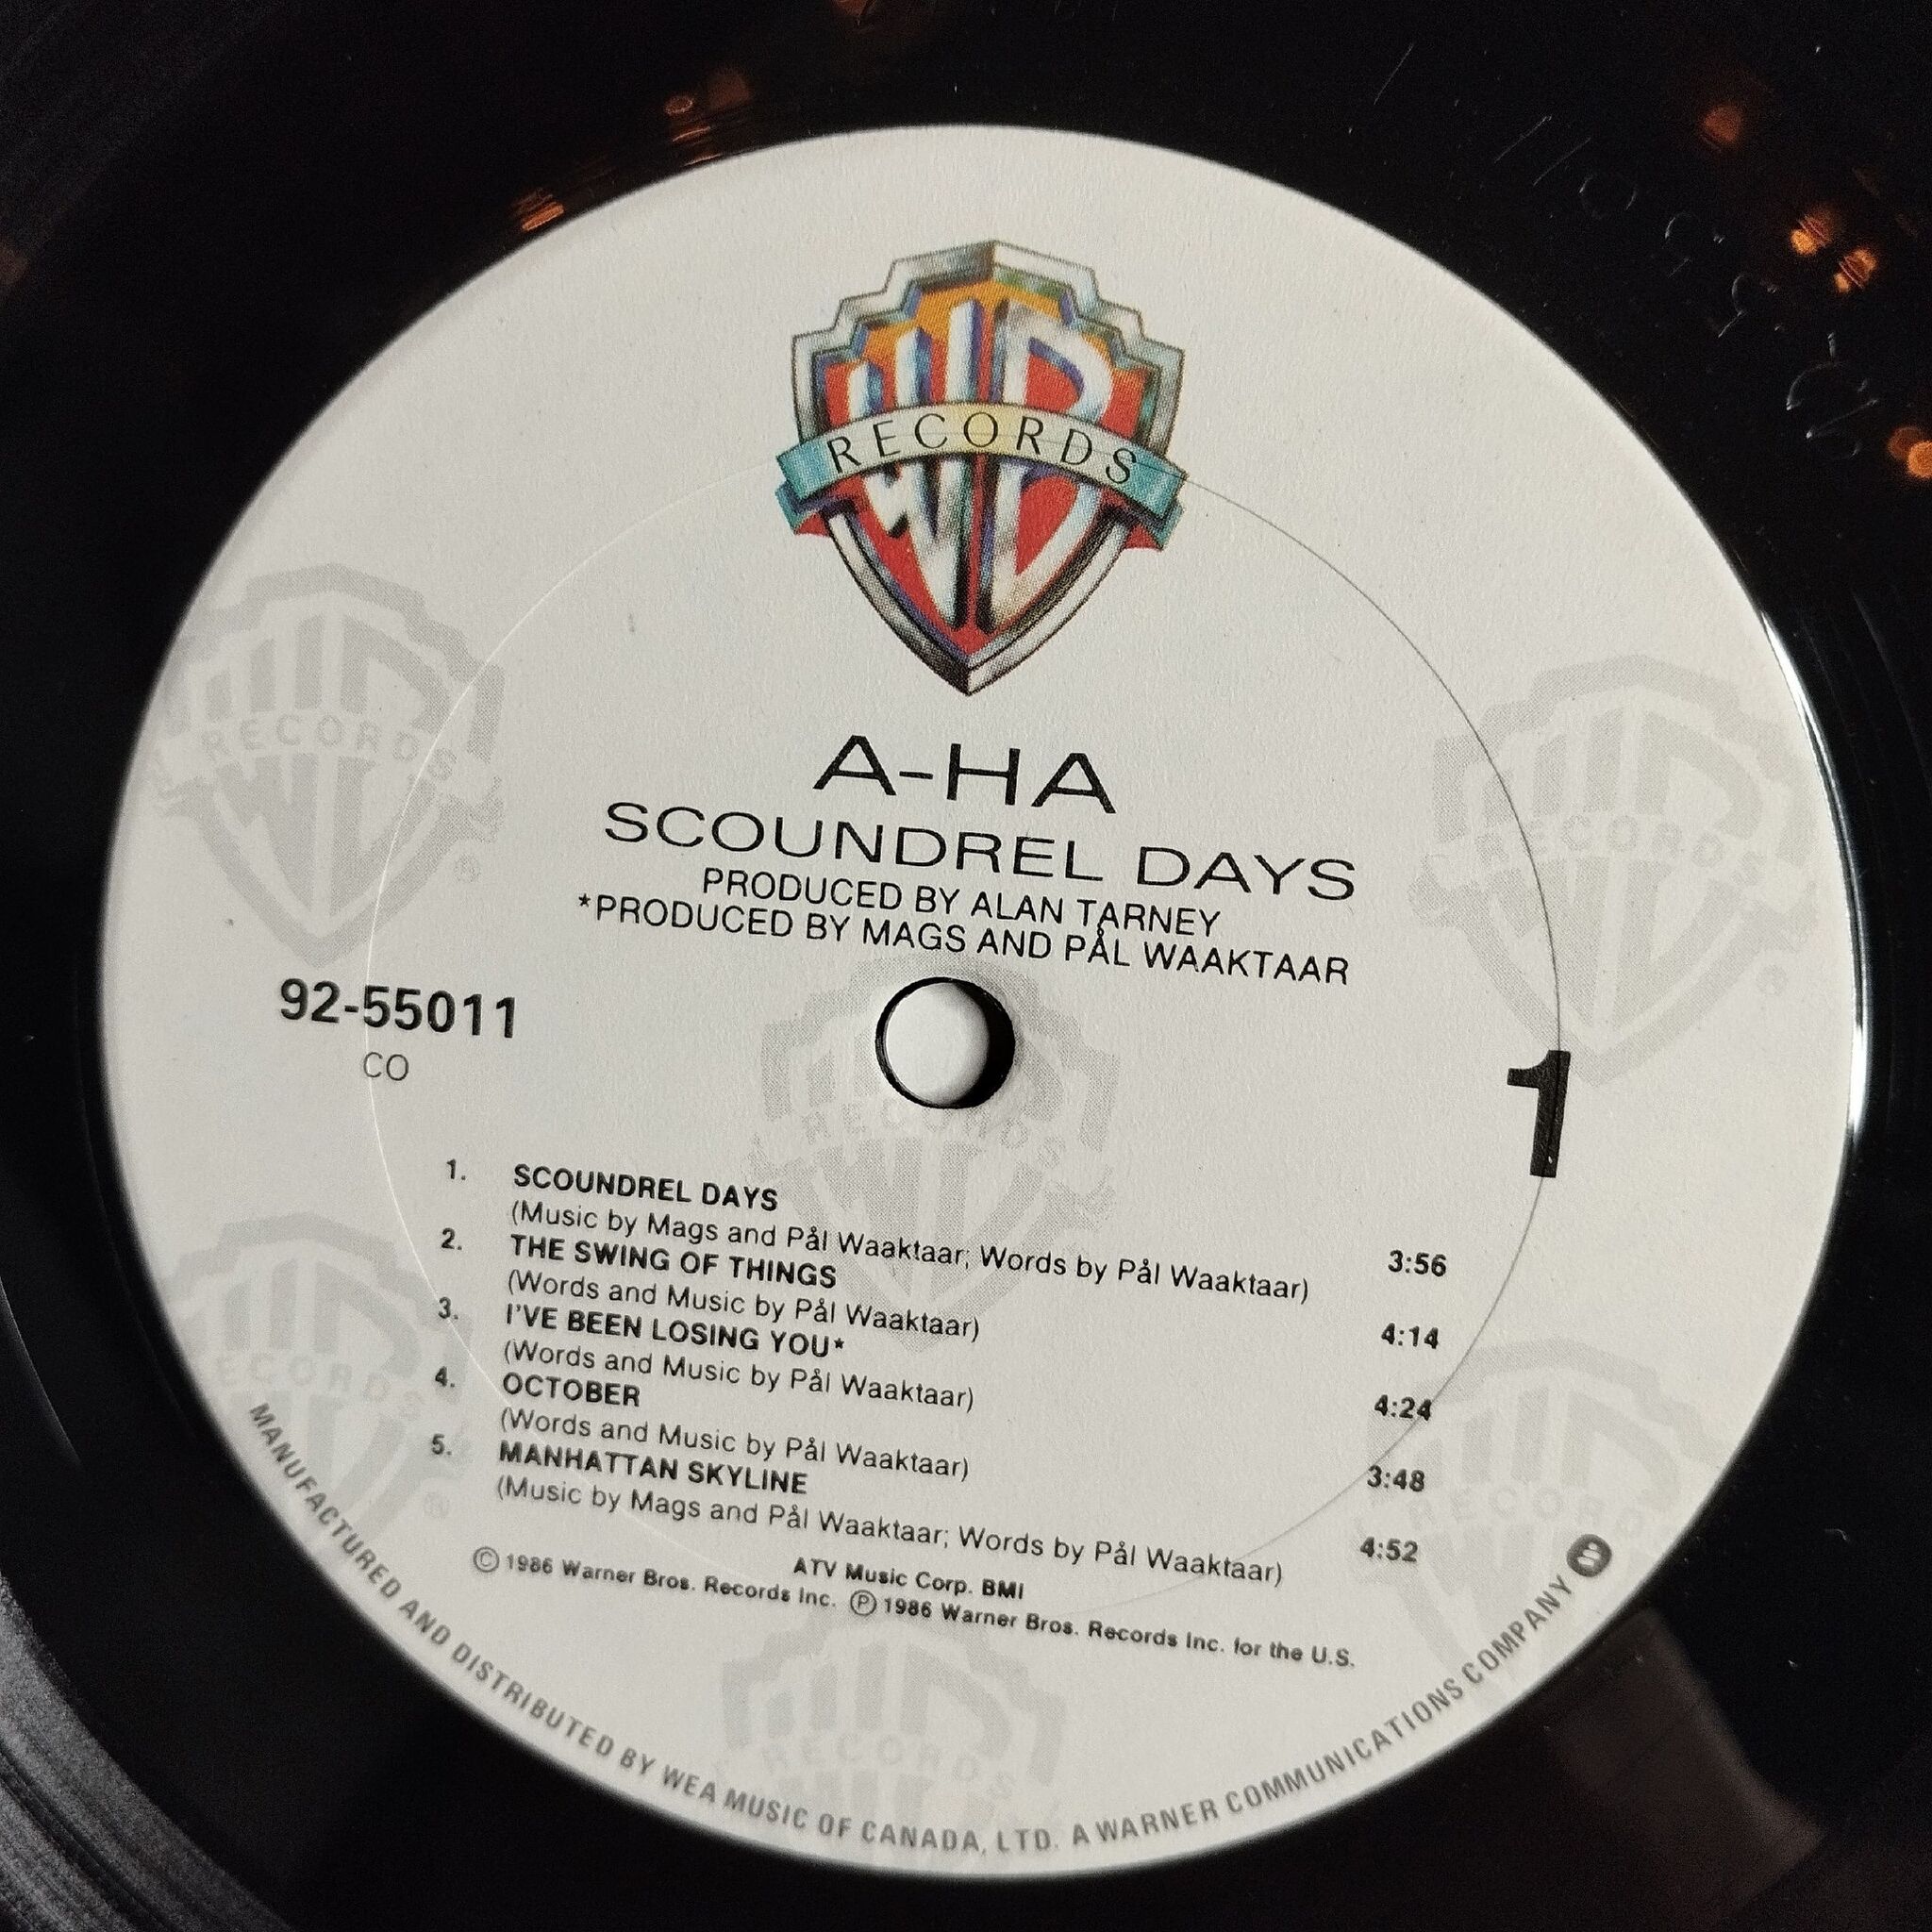 WB
RECORDS
A-HA
SCOUNDREL DAYS
PRODUCED BY ALAN TARNEY
*PRODUCED BY MAGS AND PÅL WAAKTAAR
92-55011
CO
1
1. SCOUNDREL DAYS
(Music by Mags and Pål Waaktaar; Words by Pål Waaktaar) 3:56
2. THE SWING OF THINGS
(Words and Music by Pål Waaktaar) 4:14
3. I'VE BEEN LOSING YOU*
(Words and Music by Pål Waaktaar) 4:24
4. OCTOBER
(Words and Music by Pål Waaktaar) 3:48
5. MANHATTAN SKYLINE
(Music by Mags and Pål Waaktaar; Words by Pål Waaktaar) 4:52
ATV Music Corp. BMI
Ⓒ 1986 Warner Bros. Records Inc. Ⓟ 1986 Warner Bros. Records Inc. for the U.S.
MANUFACTURED AND DISTRIBUTED BY WEA MUSIC OF CANADA, LTD. A WARNER COMMUNICATIONS COMPANY